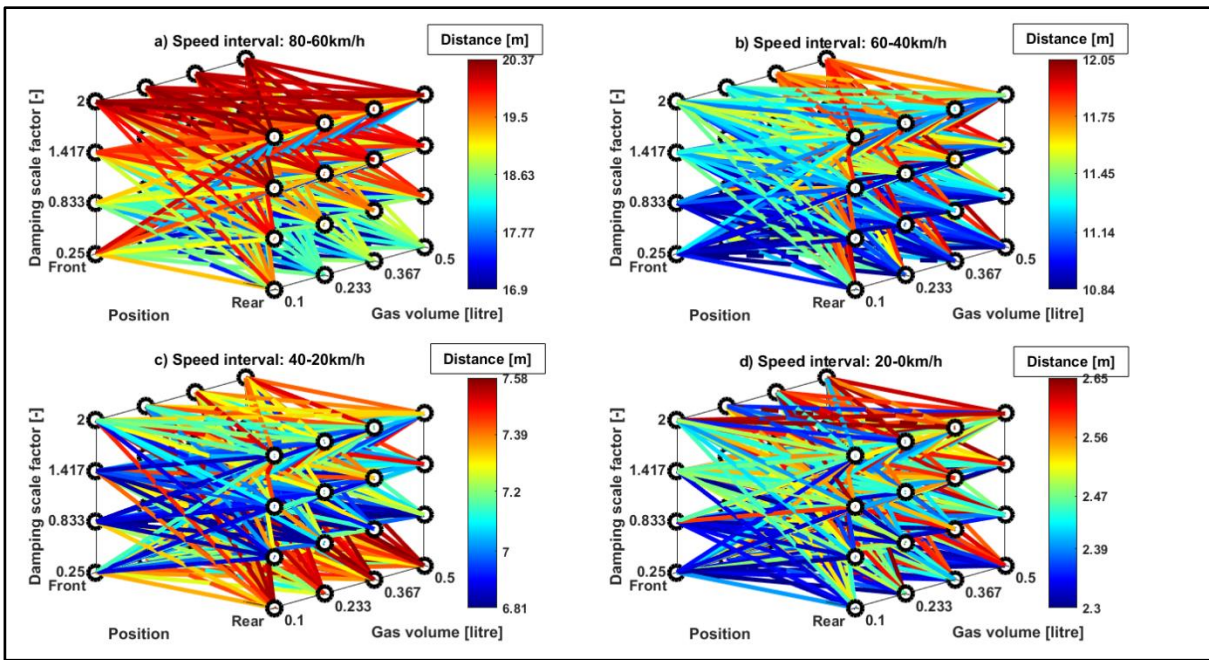 a) Speed interval: 80-60km/h
Distance [m]
20.37
19.5
18.63
17.77
16.9
Damping scale factor [-]
2
1.417
0.833
0.25
Front
Rear
0.1
0.233
0.367
0.5
Position
Gas volume [litre]
b) Speed interval: 60-40km/h
Distance [m]
12.05
11.75
11.45
11.14
10.84
Damping scale factor [-]
2
1.417
0.833
0.25
Front
Rear
0.1
0.233
0.367
0.5
Position
Gas volume [litre]
c) Speed interval: 40-20km/h
Distance [m]
7.58
7.39
7.2
7
6.81
Damping scale factor [-]
2
1.417
0.833
0.25
Front
Rear
0.1
0.233
0.367
0.5
Position
Gas volume [litre]
d) Speed interval: 20-0km/h
Distance [m]
2.65
2.56
2.47
2.39
2.3
Damping scale factor [-]
2
1.417
0.833
0.25
Front
Rear
0.1
0.233
0.367
0.5
Position
Gas volume [litre]